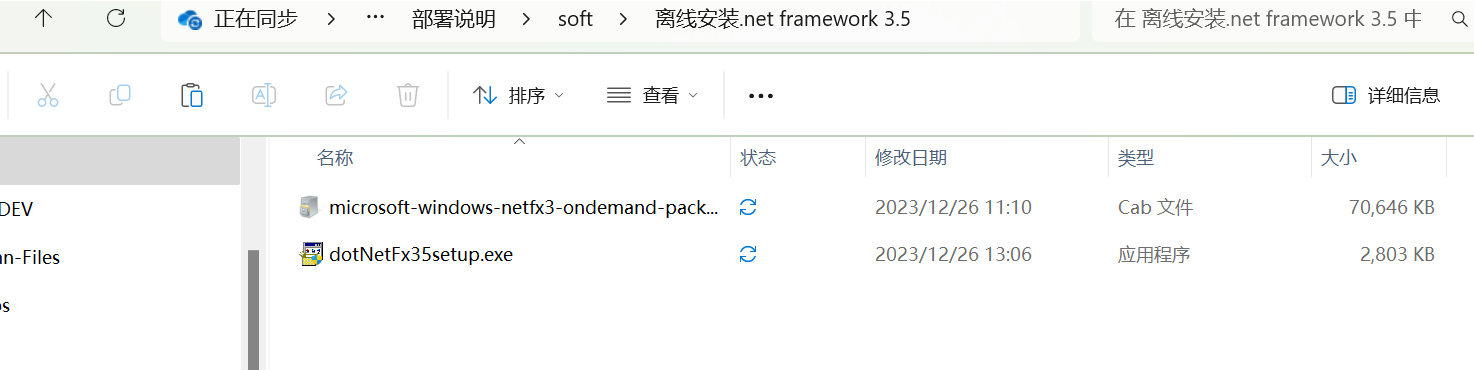 正在同步 > ··· 部署说明 > soft > 离线安装.net framework 3.5
在 离线安装.net framework 3.5 中
排序
查看
···
详细信息
名称 状态 修改日期 类型 大小
microsoft-windows-netfx3-ondemand-pack... 2023/12/26 11:10 Cab 文件 70,646 KB
DEV
dotNetFx35setup.exe 2023/12/26 13:06 应用程序 2,803 KB
n-Files